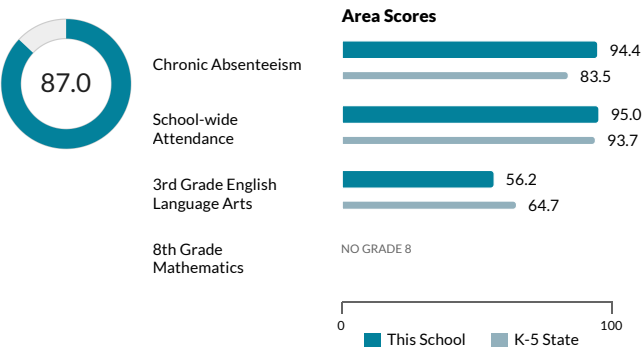 Area Scores
87.0
Chronic Absenteeism
94.4
83.5
School-wide
Attendance
95.0
93.7
3rd Grade English
Language Arts
56.2
64.7
8th Grade
Mathematics
NO GRADE 8
0
100
This School
K-5 State